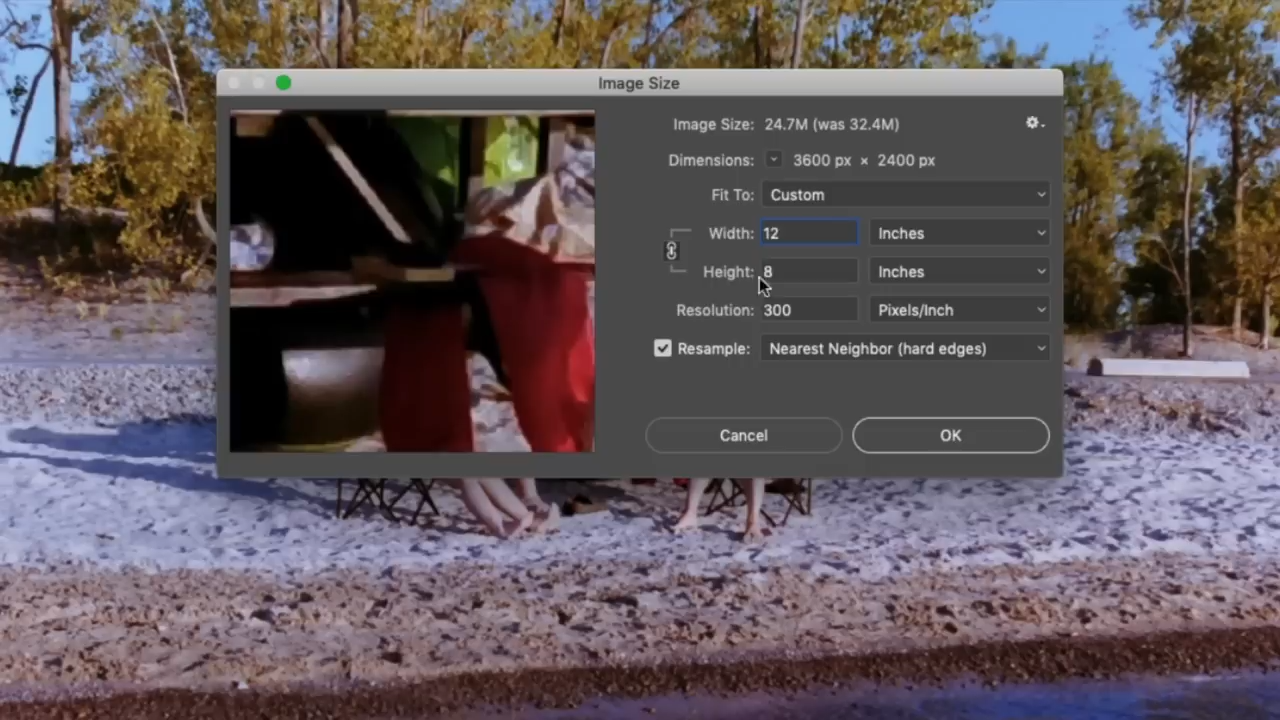 Image Size
Image Size: 24.7M (was 32.4M)
Dimensions: 3600 px × 2400 px
Fit To: Custom
Width: 12 Inches
Height: 8 Inches
Resolution: 300 Pixels/Inch
Resample: Nearest Neighbor (hard edges)
Cancel OK